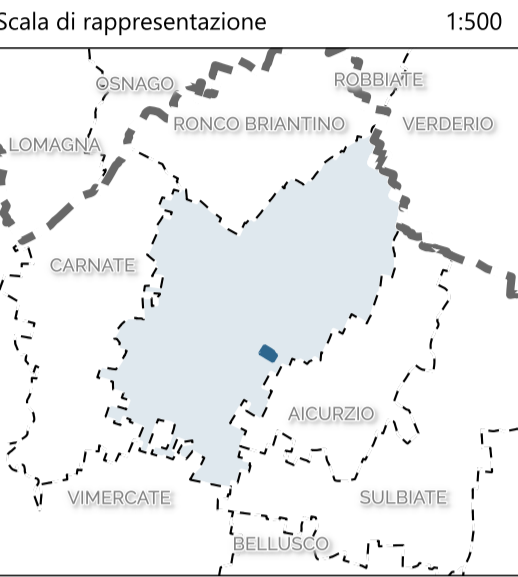 Scala di rappresentazione 1:500
OSNAGO
ROBBIATE
RONCO BRIANTINO
VERDERIO
LOMAGNA
CARNATE
AICURZIO
VIMERCATE
SULBIATE
BELLUSCO